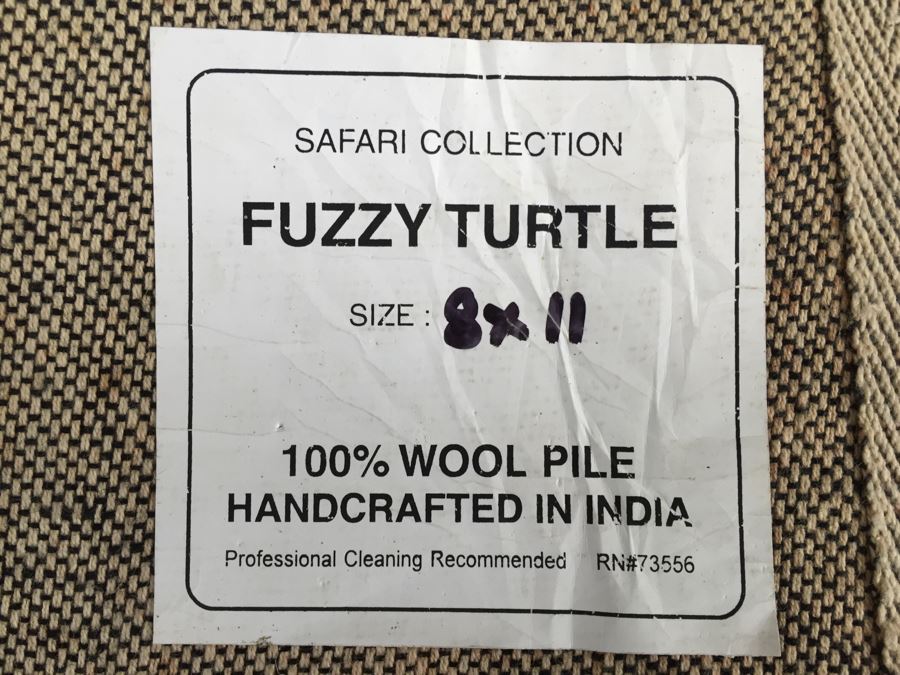 SAFARI COLLECTION
FUZZY TURTLE
SIZE : 8x11
100% WOOL PILE
HANDCRAFTED IN INDIA
Professional Cleaning Recommended RN#73556